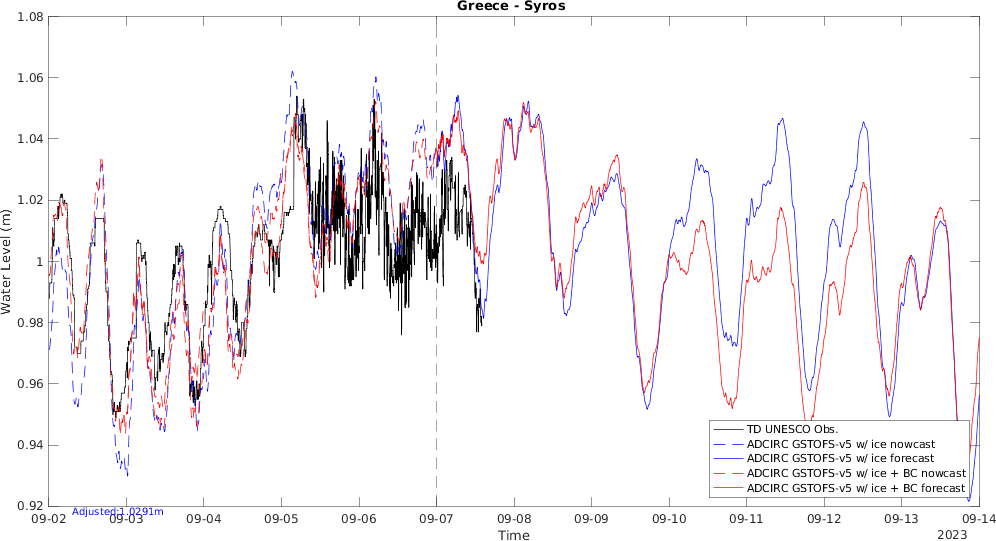 Greece - Syros
1.08
1.06
1.04
1.02
1
0.98
0.96
0.94
0.92
Water Level (m)
TD UNESCO Obs.
ADCIRC GSTOFS-v5 w/ ice nowcast
ADCIRC GSTOFS-v5 w/ ice forecast
ADCIRC GSTOFS-v5 w/ ice + BC nowcast
ADCIRC GSTOFS-v5 w/ ice + BC forecast
Adjusted:1.0291m
09-02 09-03 09-04 09-05 09-06 09-07 09-08 09-09 09-10 09-11 09-12 09-13 09-14
Time
2023